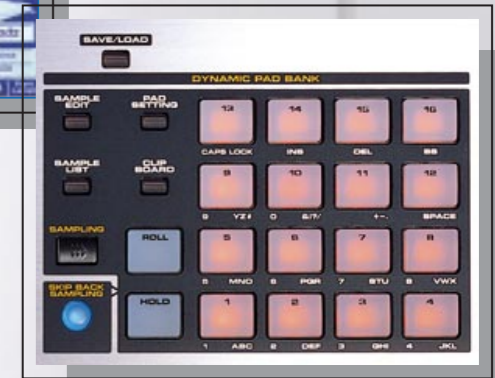 SAVE/LOAD
DYNAMIC PAD BANK
SAMPLE EDIT
PAD SETTING
13 14 15 16
CAPS LOCK INS DEL BS
SAMPLE LIST
CLIP BOARD
9 10 11 12
9 YZ# 0 &/?/ +-. SPACE
SAMPLING
ROLL
5 6 7 8
5 MNO 6 PQR 7 STU 8 VWX
SKIP BACK SAMPLING
HOLD
1 2 3 4
1 ABC 2 DEF 3 GHI 4 JKL